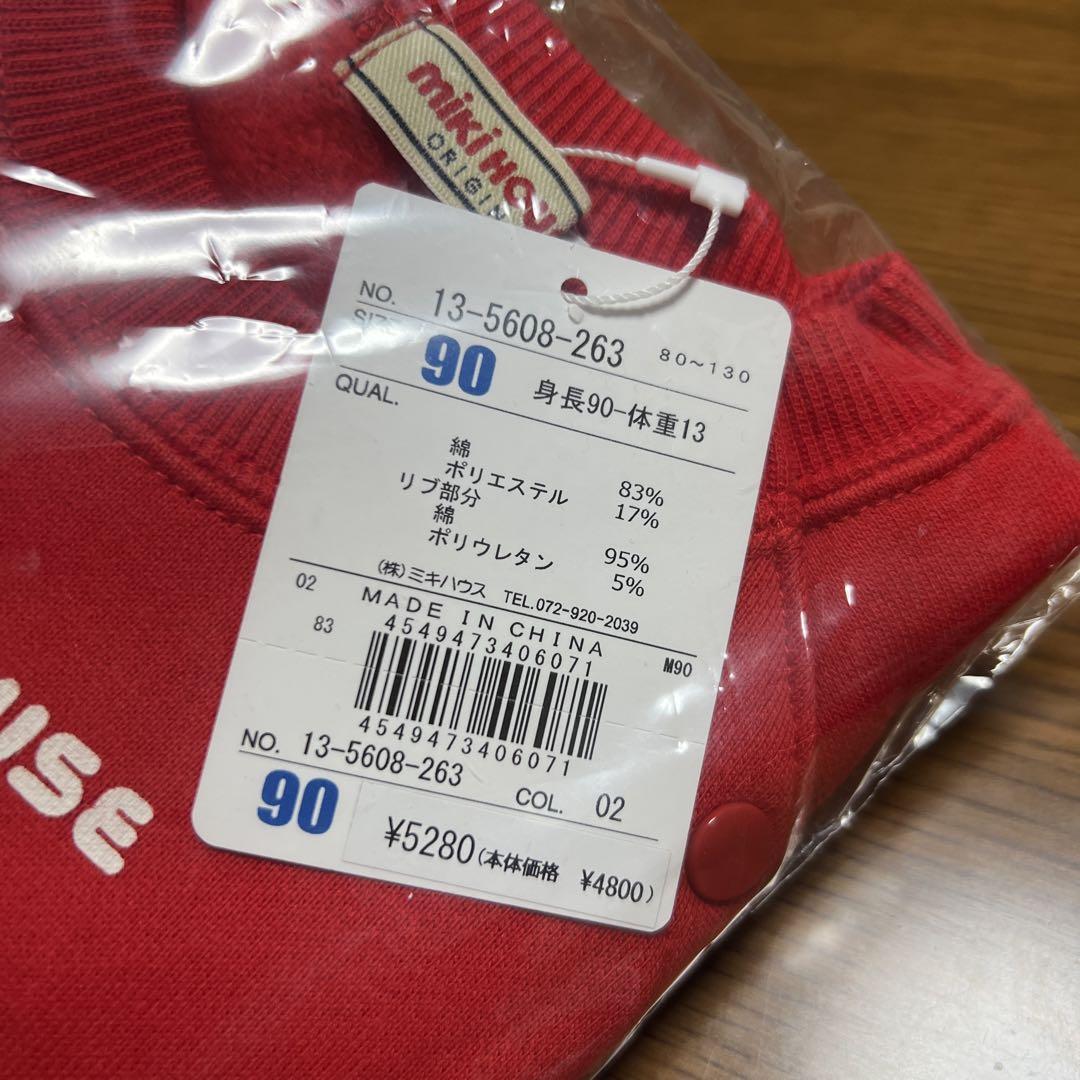 miki HOU
ORIGIN
NO. 13-5608-263 80~130
SIZE 90 身長90-体重13
QUAL.
綿 83%
ポリエステル 17%
リブ部分
綿 95%
ポリウレタン 5%
(株)ミキハウス TEL.072-920-2039
02 MADE IN CHINA
83 4549473406071 M90
4549473406071
NO. 13-5608-263
90 COL. 02
¥5280(本体価格 ¥4800)
USE